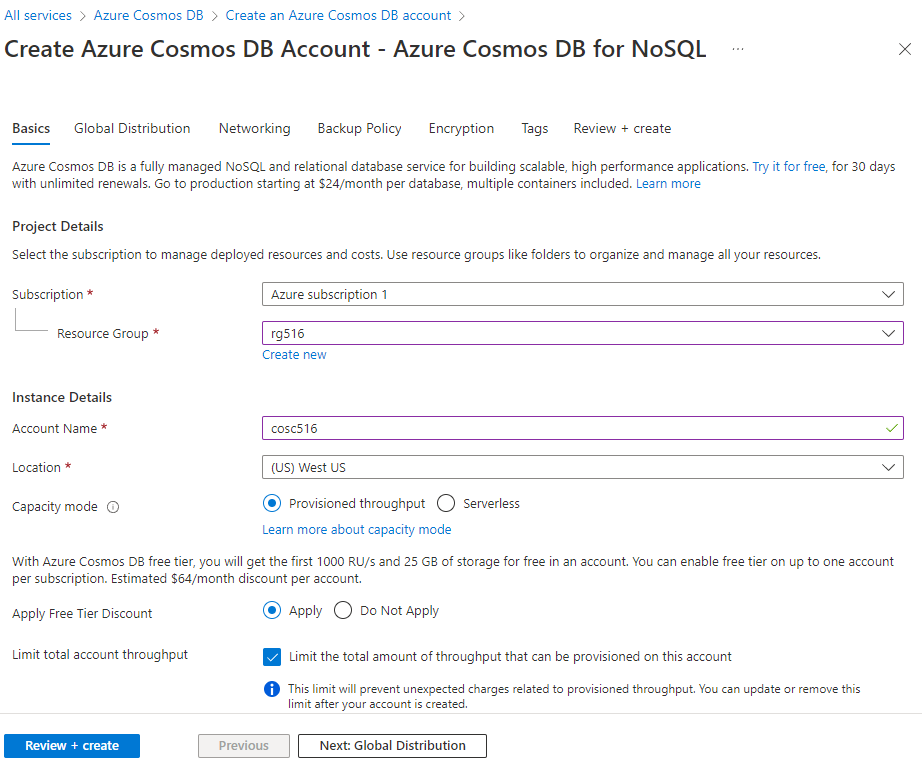 All services > Azure Cosmos DB > Create an Azure Cosmos DB account >
Create Azure Cosmos DB Account - Azure Cosmos DB for NoSQL ...
Basics Global Distribution Networking Backup Policy Encryption Tags Review + create
Azure Cosmos DB is a fully managed NoSQL and relational database service for building scalable, high performance applications. Try it for free, for 30 days
with unlimited renewals. Go to production starting at $24/month per database, multiple containers included. Learn more
Project Details
Select the subscription to manage deployed resources and costs. Use resource groups like folders to organize and manage all your resources.
Subscription * Azure subscription 1
Resource Group * rg516
Create new
Instance Details
Account Name * cosc516
Location * (US) West US
Capacity mode Provisioned throughput Serverless
Learn more about capacity mode
With Azure Cosmos DB free tier, you will get the first 1000 RU/s and 25 GB of storage for free in an account. You can enable free tier on up to one account
per subscription. Estimated $64/month discount per account.
Apply Free Tier Discount Apply Do Not Apply
Limit total account throughput Limit the total amount of throughput that can be provisioned on this account
This limit will prevent unexpected charges related to provisioned throughput. You can update or remove this
limit after your account is created.
Review + create Previous Next: Global Distribution